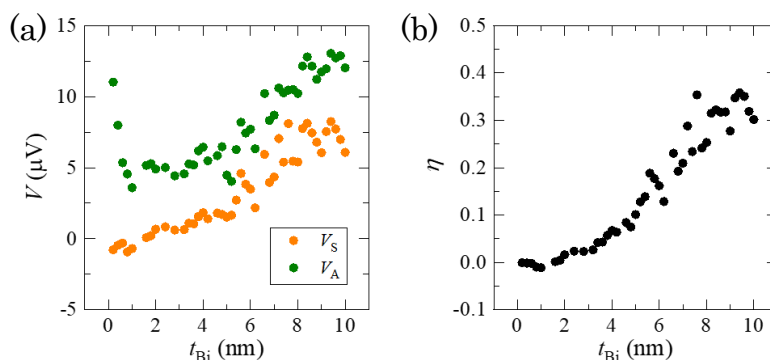 (a)
15
10
5
0
-5
V (μV)
V_S
V_A
0 2 4 6 8 10
t_Bi (nm)
(b)
0.5
0.4
0.3
0.2
0.1
0.0
-0.1
η
0 2 4 6 8 10
t_Bi (nm)